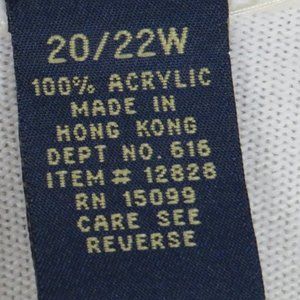 20/22W
100% ACRYLIC
MADE IN
HONG KONG
DEPT NO. 616
ITEM # 12828
RN 15099
CARE SEE
REVERSE